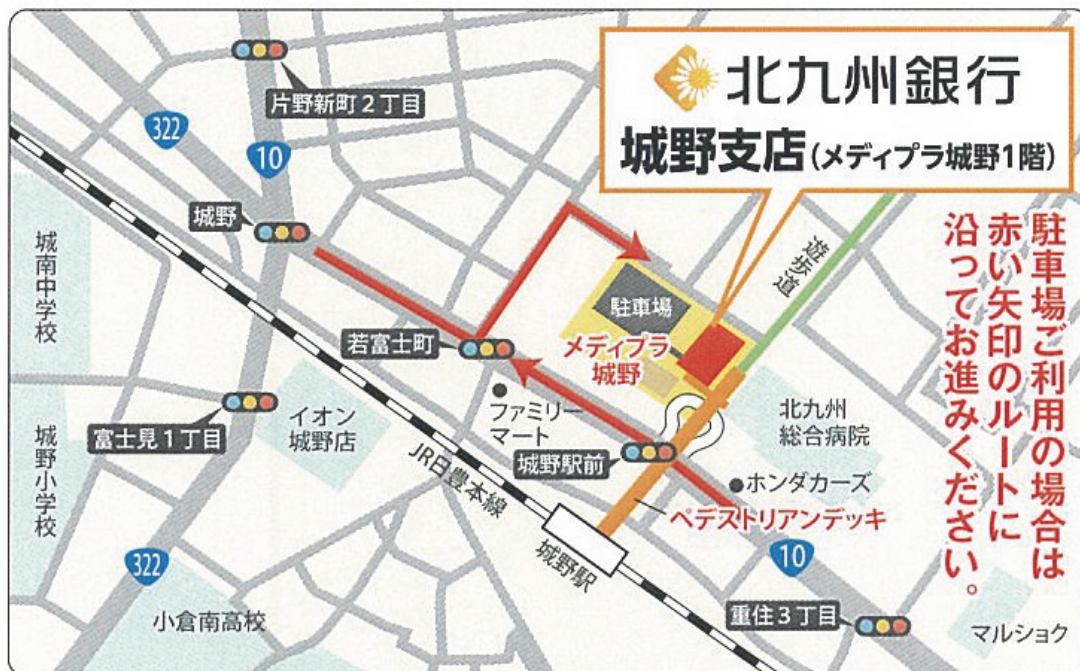 片野新町2丁目
322
10
城野
北九州銀行
城野支店(メディプラ城野1階)
駐車場ご利用の場合は
赤い矢印のルートに
沿ってお進みください。
遊歩道
駐車場
メディプラ
城野
城南中学校
若富士町
ファミリー
マート
北九州
総合病院
富士見1丁目
イオン
城野店
城野駅前
ホンダカーズ
城野小学校
JR日豊本線
ペデストリアンデッキ
城野駅
322
10
小倉南高校
重住3丁目
マルショク